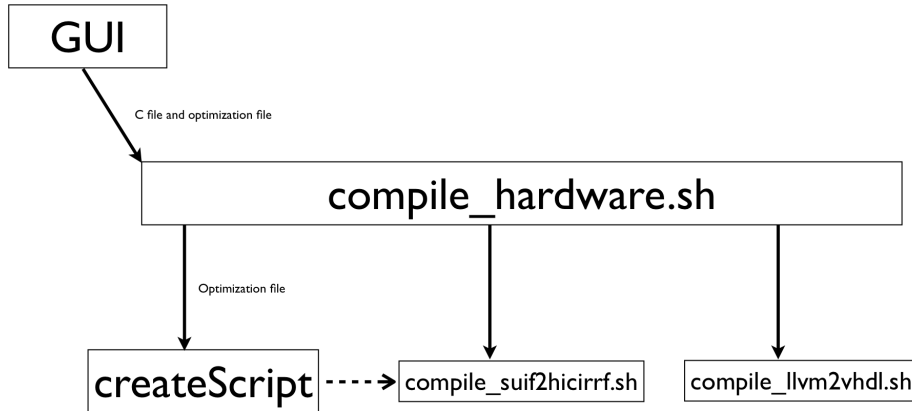 GUI
C file and optimization file
compile_hardware.sh
Optimization file
createScript
compile_suif2hicirrf.sh
compile_llvm2vhdl.sh